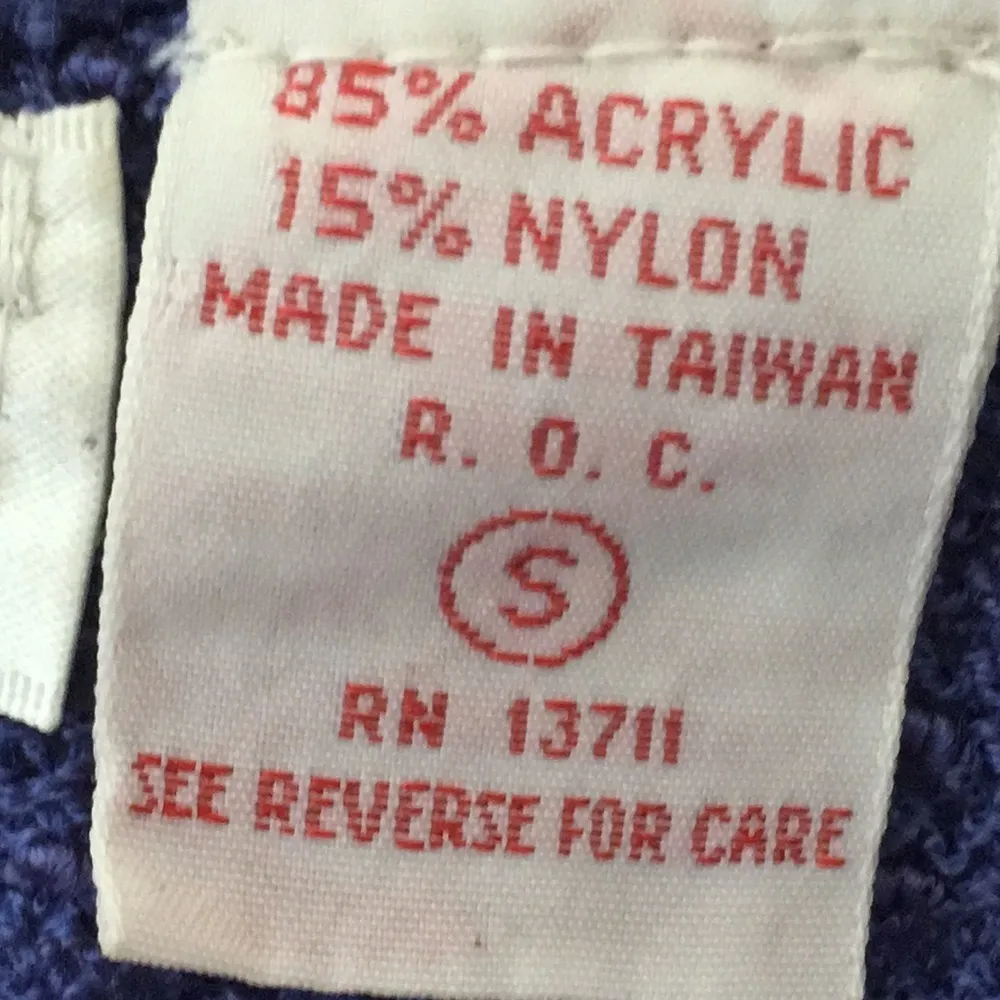 85% ACRYLIC
15% NYLON
MADE IN TAIWAN
R. O. C.
S
RN 13711
SEE REVERSE FOR CARE